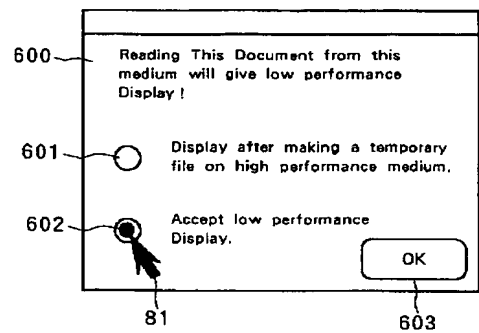 600
Reading This Document from this
medium will give low performance
Display !
601
Display after making a temporary
file on high performance medium.
602
Accept low performance
Display.
OK
81
603